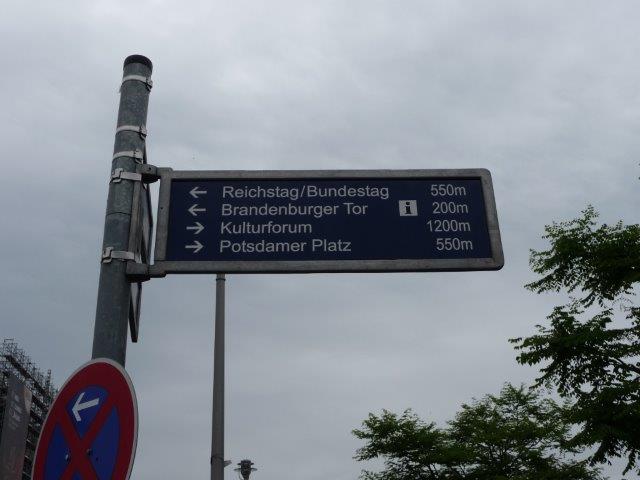 ← Reichstag/Bundestag 550m
← Brandenburger Tor i 200m
→ Kulturforum 1200m
→ Potsdamer Platz 550m